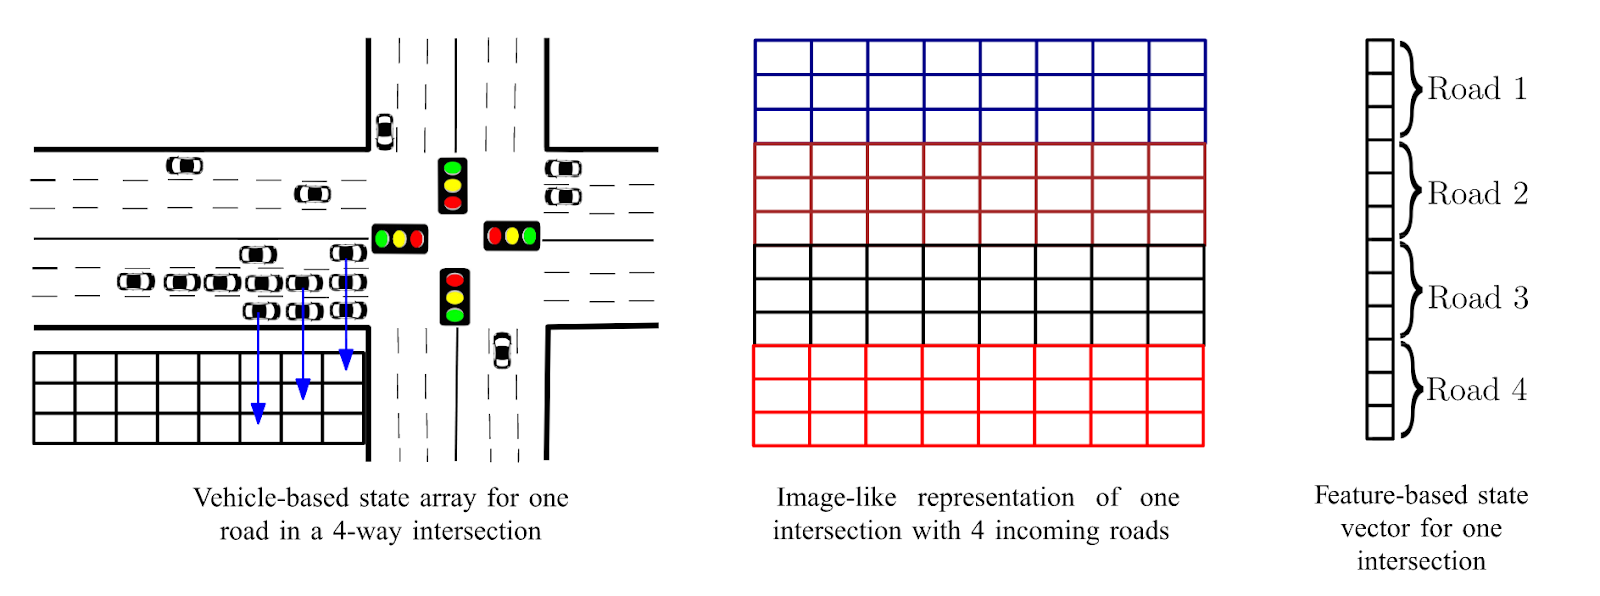 Road 1
Road 2
Road 3
Road 4
Vehicle-based state array for one
road in a 4-way intersection
Image-like representation of one
intersection with 4 incoming roads
Feature-based state
vector for one
intersection